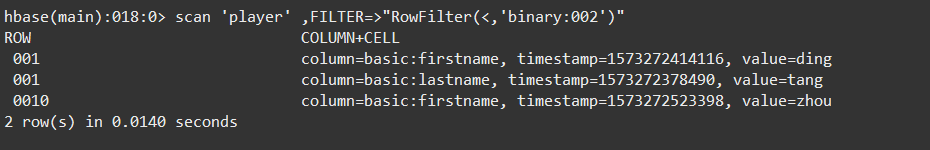 hbase(main):018:0> scan 'player' ,FILTER=>"RowFilter(<,'binary:002')"
ROW COLUMN+CELL
001 column=basic:firstname, timestamp=1573272414116, value=ding
001 column=basic:lastname, timestamp=1573272378490, value=tang
0010 column=basic:firstname, timestamp=1573272523398, value=zhou
2 row(s) in 0.0140 seconds